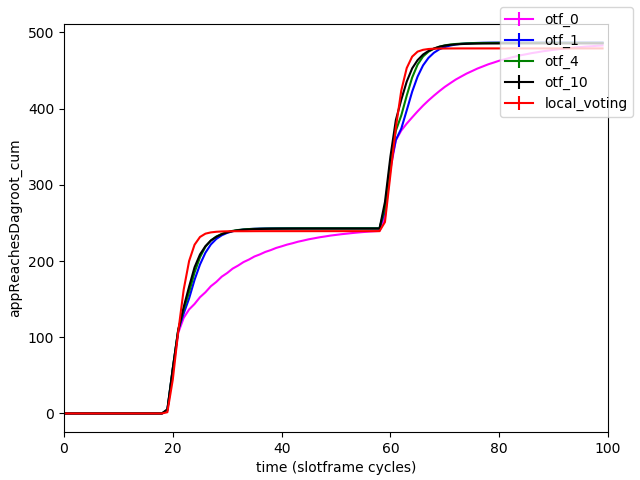 otf_0
otf_1
otf_4
otf_10
local_voting
appReachesDagroot_cum
500
400
300
200
100
0
0 20 40 60 80 100
time (slotframe cycles)